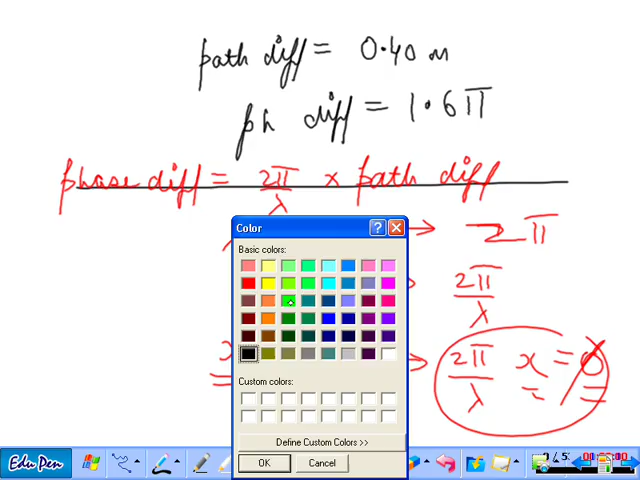 path diff = 0.40 m
ph diff = 1.6π
phase diff = 2π/λ × path diff
→ 2π
2π/λ
→ 2π/λ x =
Color
Basic colors:
Custom colors:
Define Custom Colors >>
OK
Cancel
Edu Pen